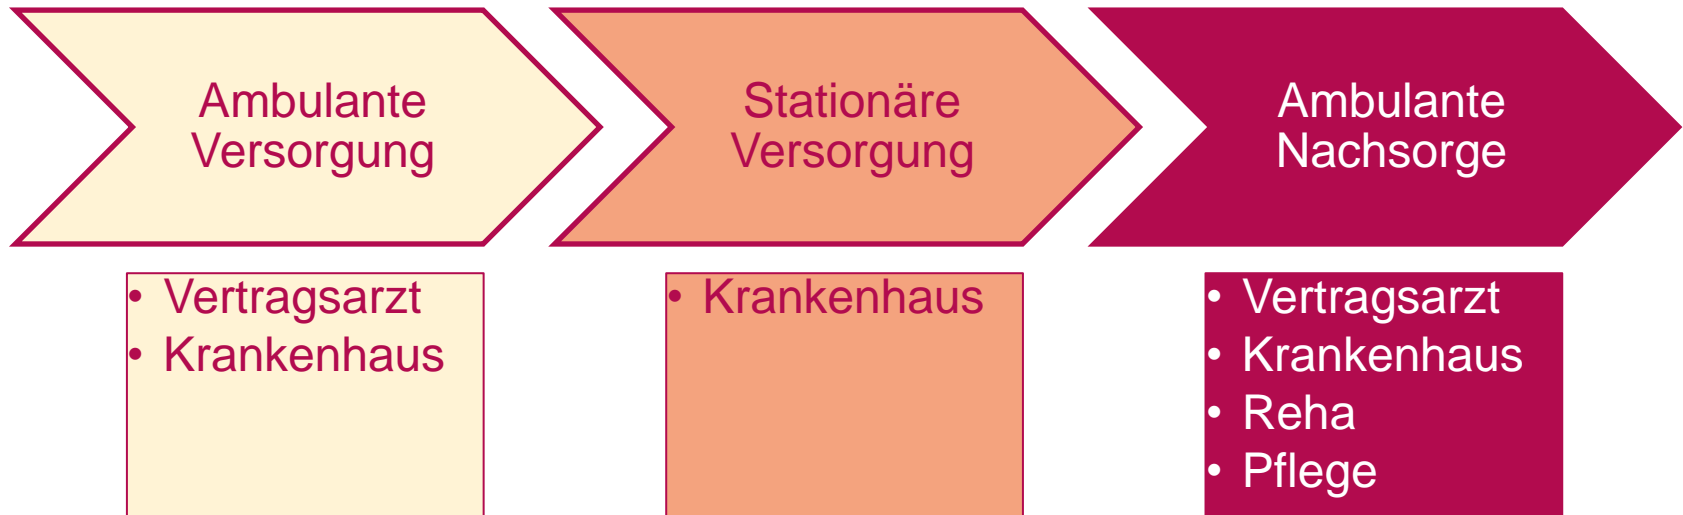 Ambulante
Versorgung
Stationäre
Versorgung
Ambulante
Nachsorge
• Vertragsarzt
• Krankenhaus
• Krankenhaus
• Vertragsarzt
• Krankenhaus
• Reha
• Pflege